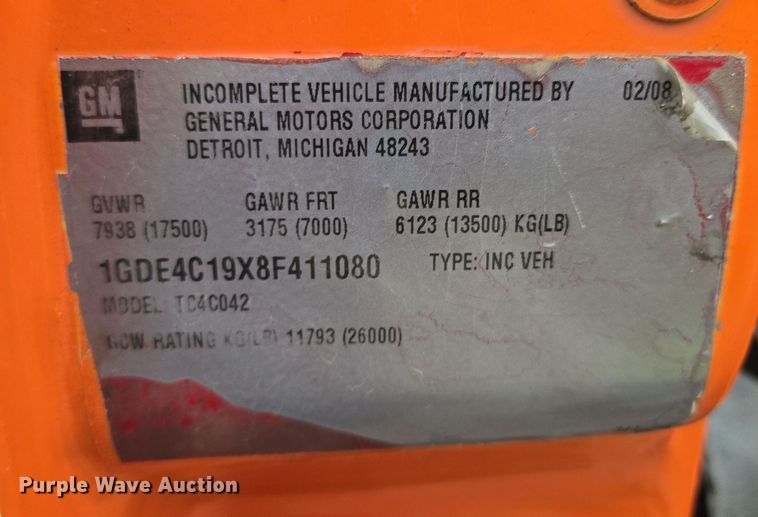 GM
INCOMPLETE VEHICLE MANUFACTURED BY 02/08
GENERAL MOTORS CORPORATION
DETROIT, MICHIGAN 48243
GVWR GAWR FRT GAWR RR
7938 (17500) 3175 (7000) 6123 (13500) KG(LB)
1GDE4C19X8F411080 TYPE: INC VEH
MODEL: TC4C042
GCW RATING KG(LB) 11793 (26000)
Purple Wave Auction